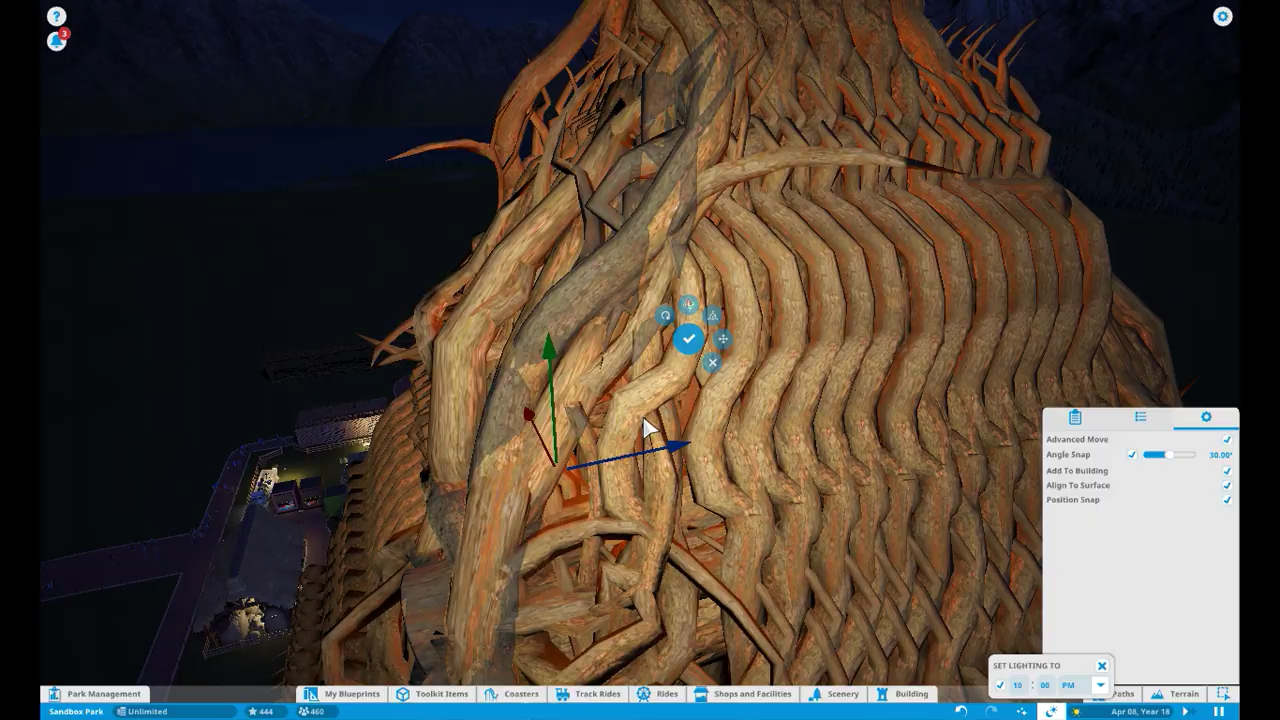 ?
3
Advanced Move
Angle Snap 30.00°
Add To Building
Align To Surface
Position Snap
SET LIGHTING TO
10 : 00 PM
Park Management My Blueprints Toolkit Items Coasters Track Rides Rides Shops and Facilities Scenery Building Paths Terrain
Sandbox Park Unlimited 444 460 Apr 08, Year 18